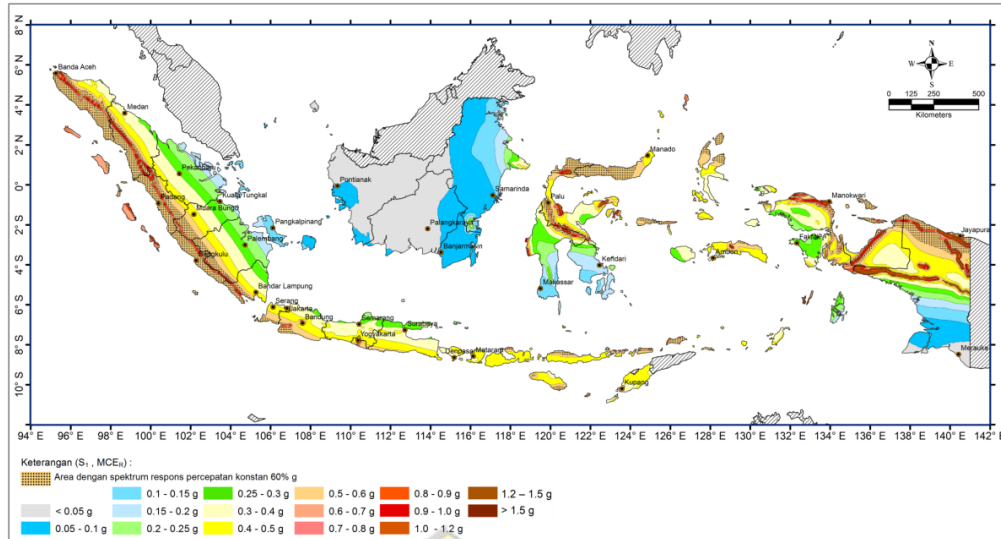 8° N
6° N
4° N
2° N
0
2° S
4° S
6° S
8° S
10° S
94° E 96° E 98° E 100° E 102° E 104° E 106° E 108° E 110° E 112° E 114° E 116° E 118° E 120° E 122° E 124° E 126° E 128° E 130° E 132° E 134° E 136° E 138° E 140° E 142° E
N
W E
S
0 125 250 500
Kilometers
Banda Aceh
Medan
Pekanbaru
Kuala Tungkal
Padang
Muara Bungo
Pangkalpinang
Palembang
Bengkulu
Bandar Lampung
Serang
Jakarta
Bandung
Semarang
Surabaya
Yogyakarta
Denpasar
Mataram
Kupang
Pontianak
Palangkaraya
Banjarmasin
Samarinda
Palu
Manado
Makassar
Kendari
Ambon
Manokwari
Jayapura
Merauke
Keterangan (S₁ , MCEᵣ) :
Area dengan spektrum respons percepatan konstan 60% g
0.1 - 0.15 g 0.25 - 0.3 g 0.5 - 0.6 g 0.8 - 0.9 g 1.2 – 1.5 g
< 0.05 g 0.15 - 0.2 g 0.3 - 0.4 g 0.6 - 0.7 g 0.9 - 1.0 g > 1.5 g
0.05 - 0.1 g 0.2 - 0.25 g 0.4 - 0.5 g 0.7 - 0.8 g 1.0 - 1.2 g